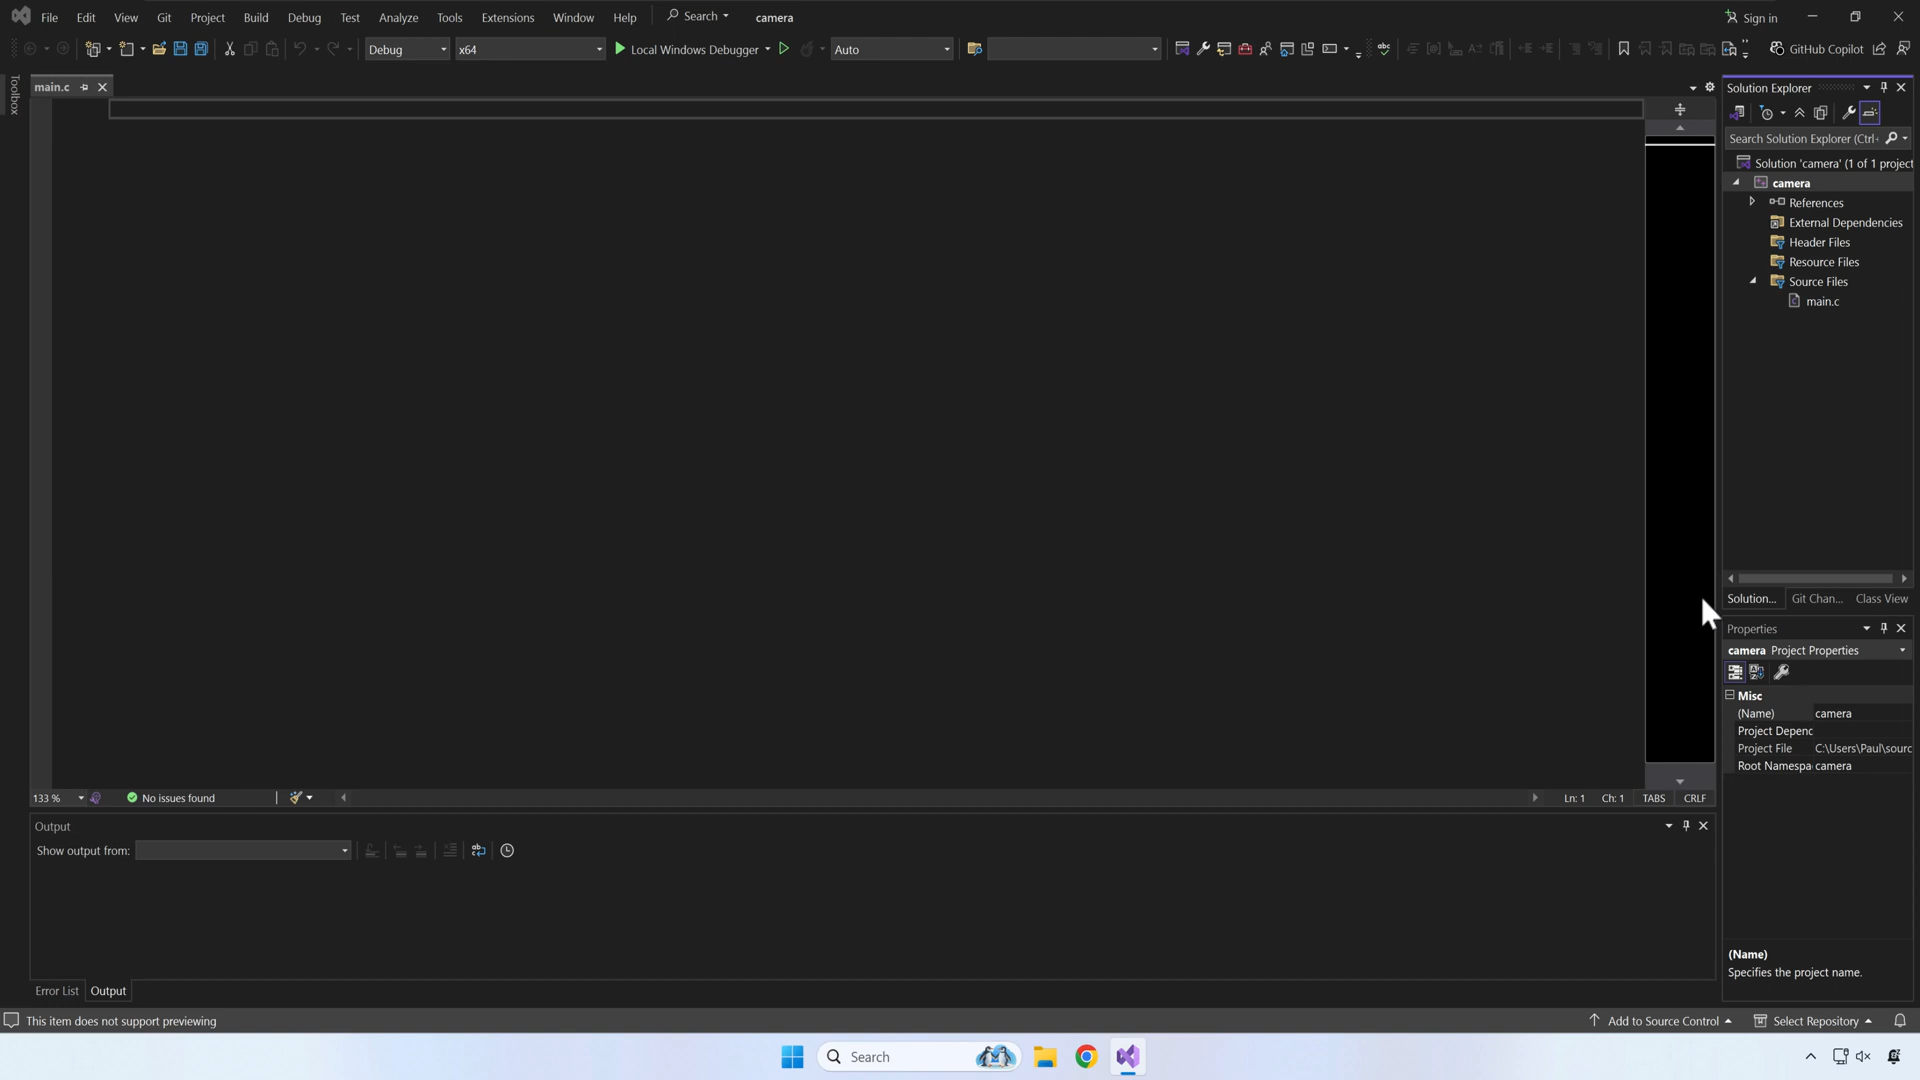 File Edit View Git Project Build Debug Test Analyze Tools Extensions Window Help Search camera Sign in
Debug x64 Local Windows Debugger Auto GitHub Copilot
Toolbox
main.c
Solution Explorer
Search Solution Explorer (Ctrl+
Solution 'camera' (1 of 1 project
camera
References
External Dependencies
Header Files
Resource Files
Source Files
main.c
Solution... Git Chan... Class View
Properties
camera Project Properties
Misc
(Name) camera
Project Depenc
Project File C:\Users\Paul\sourc
Root Namespa camera
133 % No issues found Ln: 1 Ch: 1 TABS CRLF
Output
Show output from:
(Name)
Specifies the project name.
Error List Output
This item does not support previewing Add to Source Control Select Repository
Search